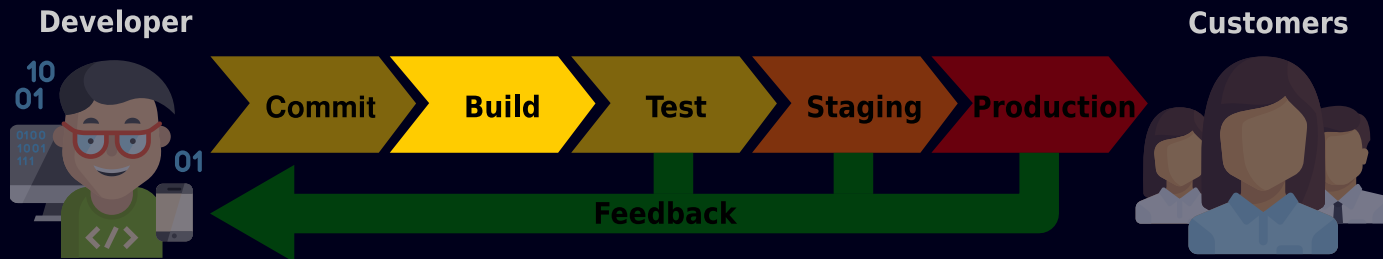 Developer
Customers
10
01
0100
1001
111
01
</>
Commit
Build
Test
Staging
Production
Feedback